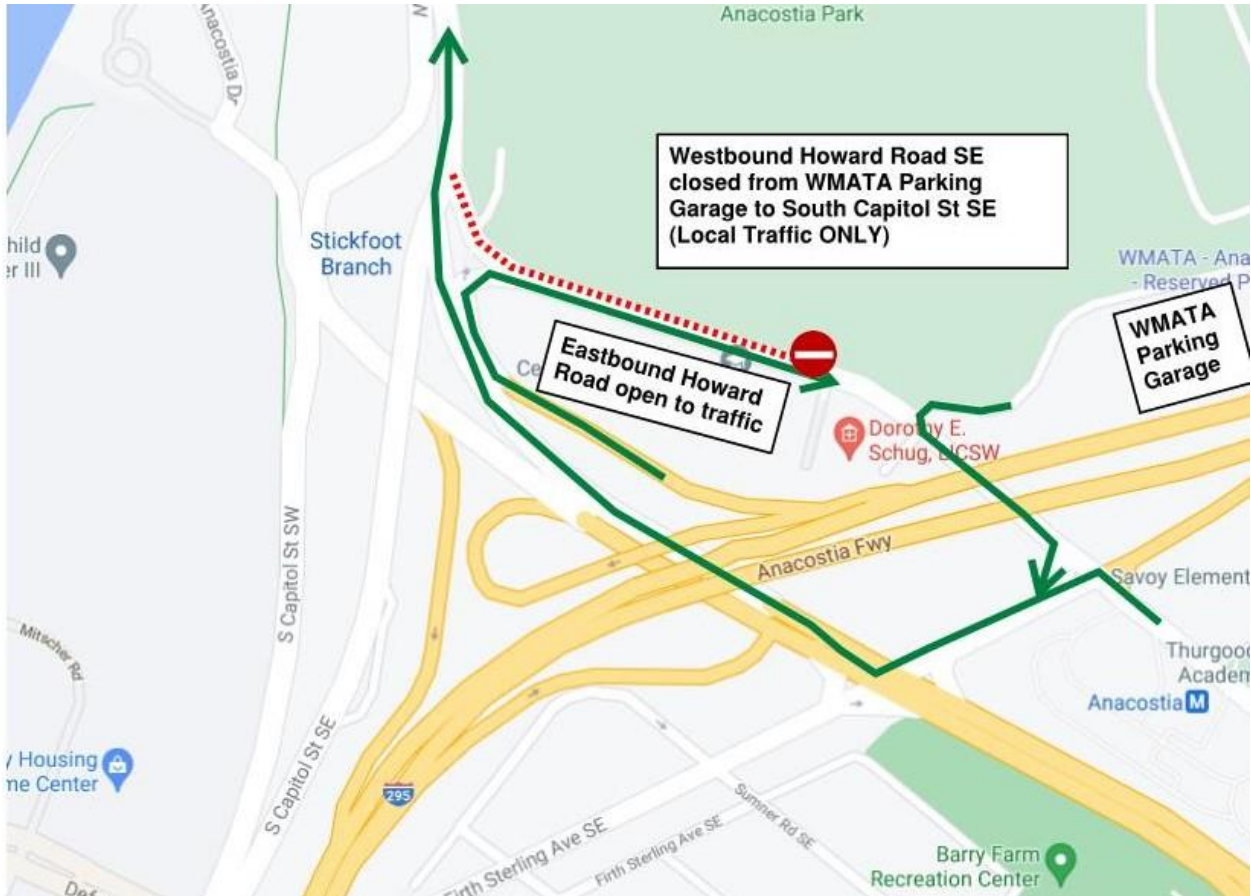 Anacostia Park
Anacostia Dr
W
Westbound Howard Road SE
closed from WMATA Parking
Garage to South Capitol St SE
(Local Traffic ONLY)
Stickfoot
Branch
hild
er III
WMATA - Ana
- Reserved P
WMATA
Parking
Garage
Eastbound Howard
Road open to traffic
Ce
Dorothy E.
Schug, LICSW
S Capitol St SW
Anacostia Fwy
Savoy Element
Mitscher Rd
Thurgood
Academ
Anacostia M
S Capitol St SE
y Housing
me Center
295
Sumner Rd SE
Firth Sterling Ave SE
Firth Sterling Ave SE
Barry Farm
Recreation Center
Def